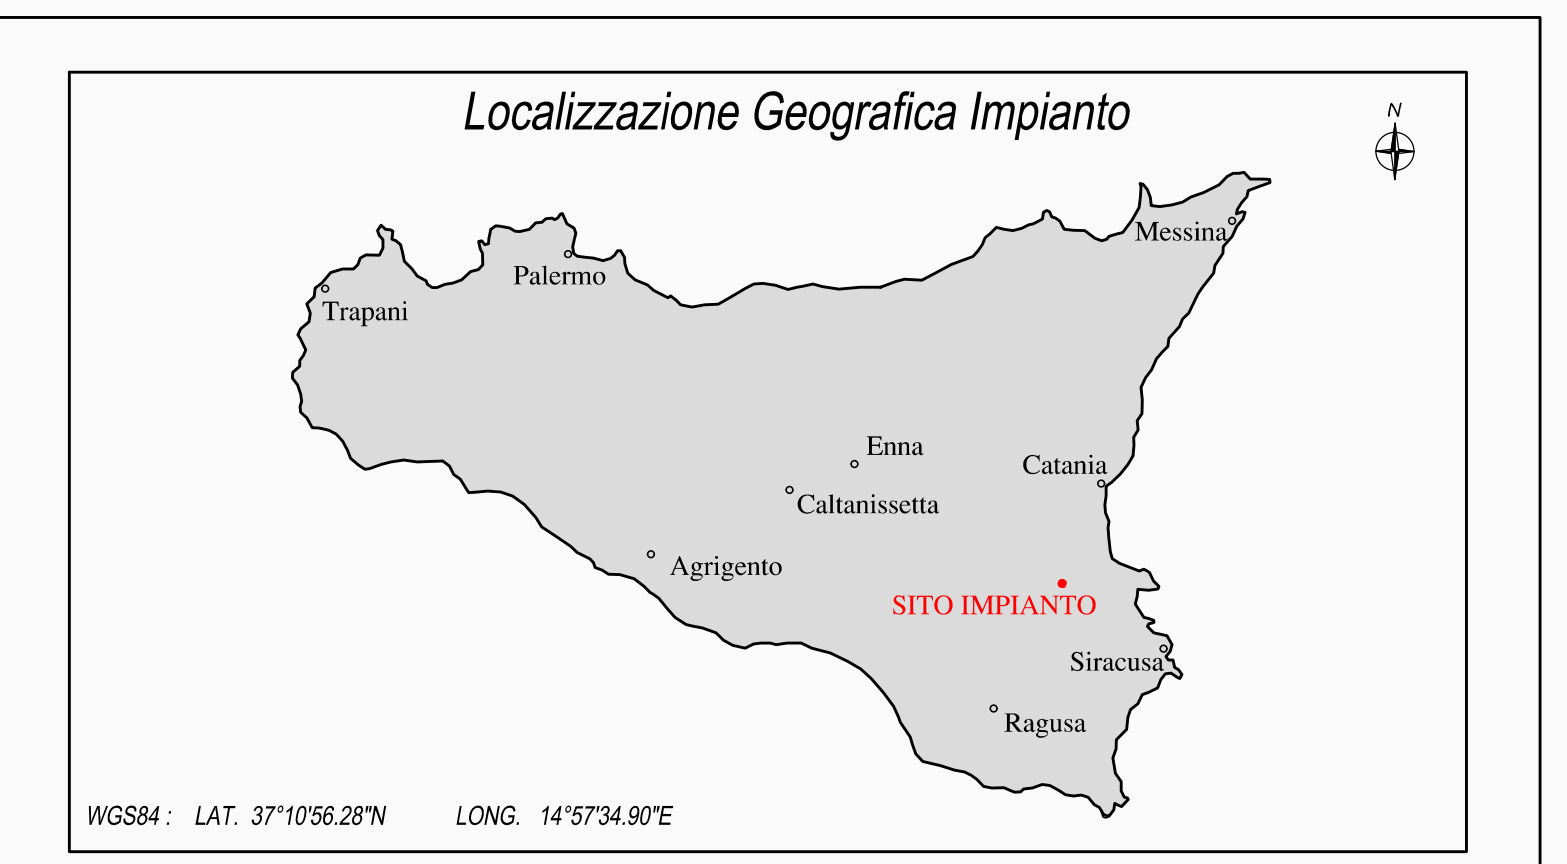 Localizzazione Geografica Impianto
N
Messina
Palermo
Trapani
Enna
Catania
Caltanissetta
Agrigento
SITO IMPIANTO
Siracusa
Ragusa
WGS84 : LAT. 37°10'56.28"N LONG. 14°57'34.90"E